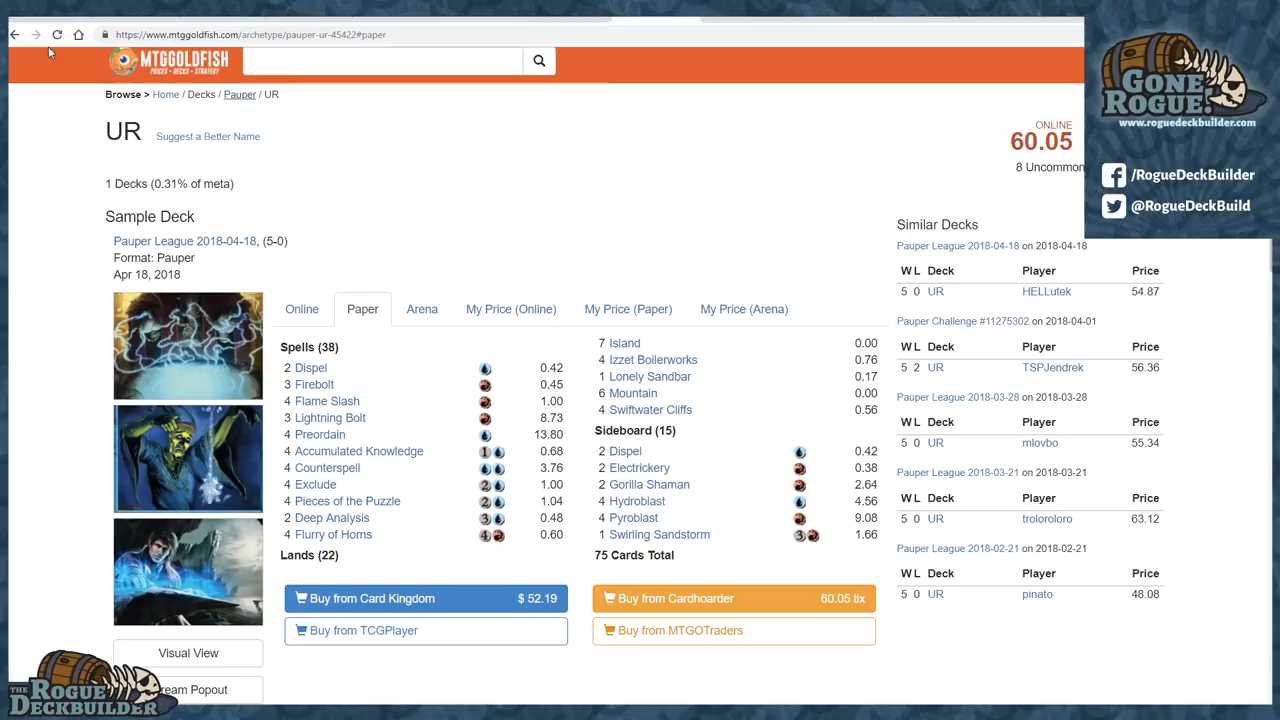 https://www.mtggoldfish.com/archetype/pauper-ur-45422#paper
MTGGOLDFISH
PRICES • DECKS • STRATEGY
Browse > Home / Decks / Pauper / UR
UR Suggest a Better Name
ONLINE
60.05
8 Uncommon
1 Decks (0.31% of meta)
Sample Deck
Pauper League 2018-04-18, (5-0)
Format: Pauper
Apr 18, 2018
Online Paper Arena My Price (Online) My Price (Paper) My Price (Arena)
Spells (38)
2 Dispel 0.42
3 Firebolt 0.45
4 Flame Slash 1.00
3 Lightning Bolt 8.73
4 Preordain 13.80
4 Accumulated Knowledge 1 0.68
4 Counterspell 3.76
4 Exclude 2 1.00
4 Pieces of the Puzzle 2 1.04
2 Deep Analysis 3 0.48
4 Flurry of Horns 4 0.60
Lands (22)
7 Island 0.00
4 Izzet Boilerworks 0.76
1 Lonely Sandbar 0.17
6 Mountain 0.00
4 Swiftwater Cliffs 0.56
Sideboard (15)
2 Dispel 0.42
2 Electrickery 0.38
2 Gorilla Shaman 2.64
4 Hydroblast 4.56
4 Pyroblast 9.08
1 Swirling Sandstorm 3 1.66
75 Cards Total
Buy from Card Kingdom $ 52.19
Buy from TCGPlayer
Buy from Cardhoarder 60.05 tix
Buy from MTGOTraders
Visual View
ream Popout
Similar Decks
Pauper League 2018-04-18 on 2018-04-18
W L Deck Player Price
5 0 UR HELLutek 54.87
Pauper Challenge #11275302 on 2018-04-01
W L Deck Player Price
5 2 UR TSPJendrek 56.36
Pauper League 2018-03-28 on 2018-03-28
W L Deck Player Price
5 0 UR mlovbo 55.34
Pauper League 2018-03-21 on 2018-03-21
W L Deck Player Price
5 0 UR troloroloro 63.12
Pauper League 2018-02-21 on 2018-02-21
W L Deck Player Price
5 0 UR pinato 48.08
GONE
ROGUE!
www.roguedeckbuilder.com
/RogueDeckBuilder
@RogueDeckBuild
THE
ROGUE
DECKBUILDER